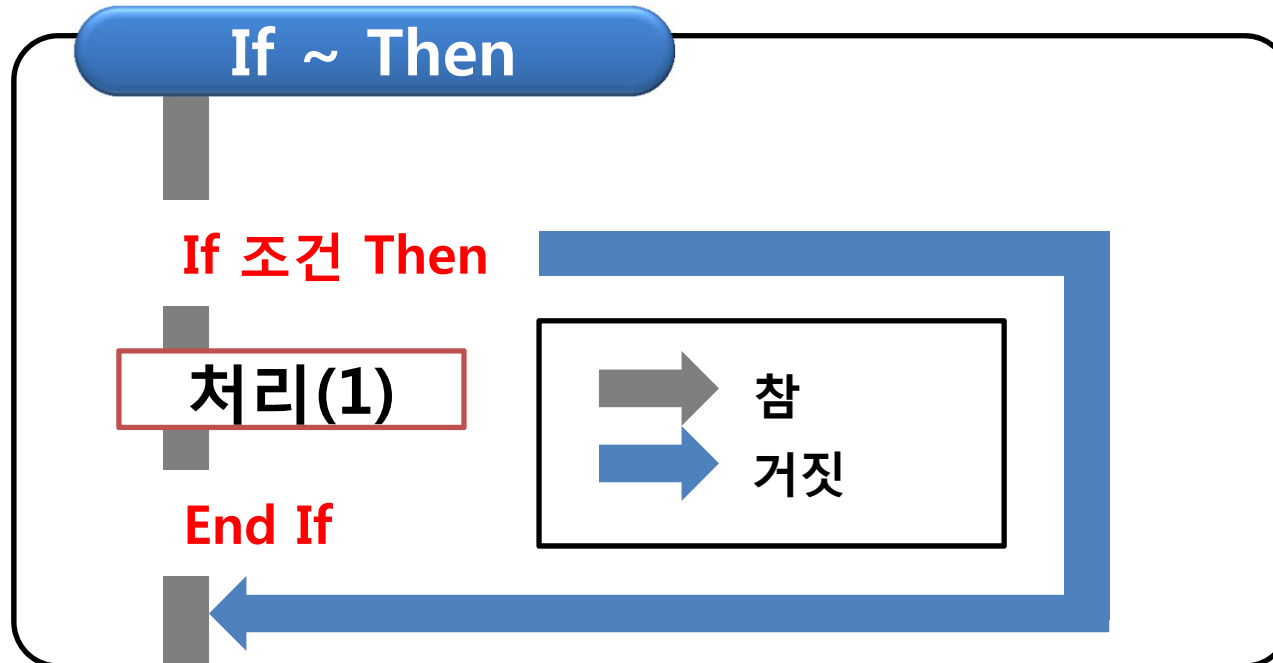 If ~ Then
If 조건 Then
처리(1)
참
거짓
End If